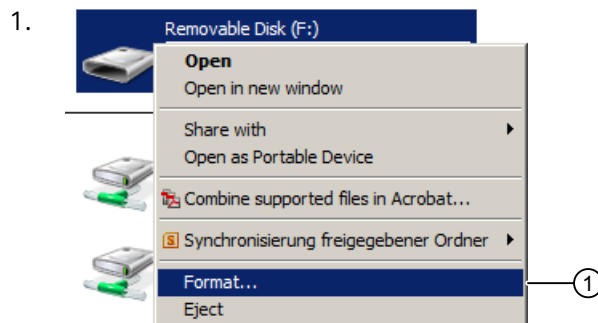 1.
Removable Disk (F:)
Open
Open in new window
Share with
Open as Portable Device
Combine supported files in Acrobat...
Synchronisierung freigegebener Ordner
Format...
1
Eject